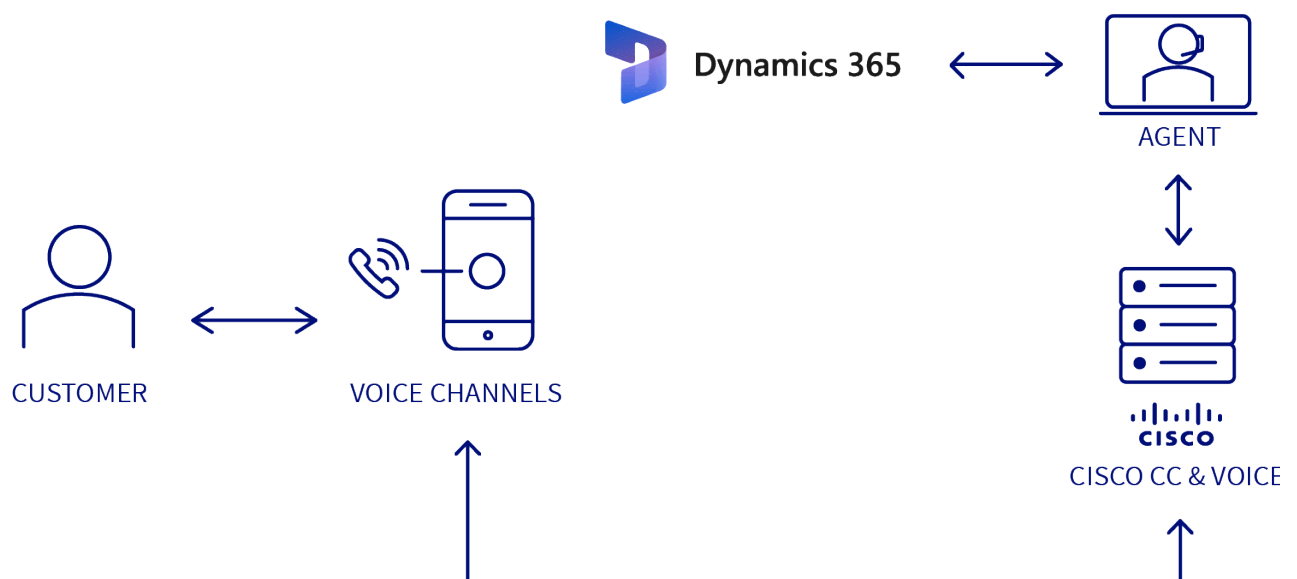 Dynamics 365
AGENT
CUSTOMER
VOICE CHANNELS
CISCO
CISCO CC & VOICE